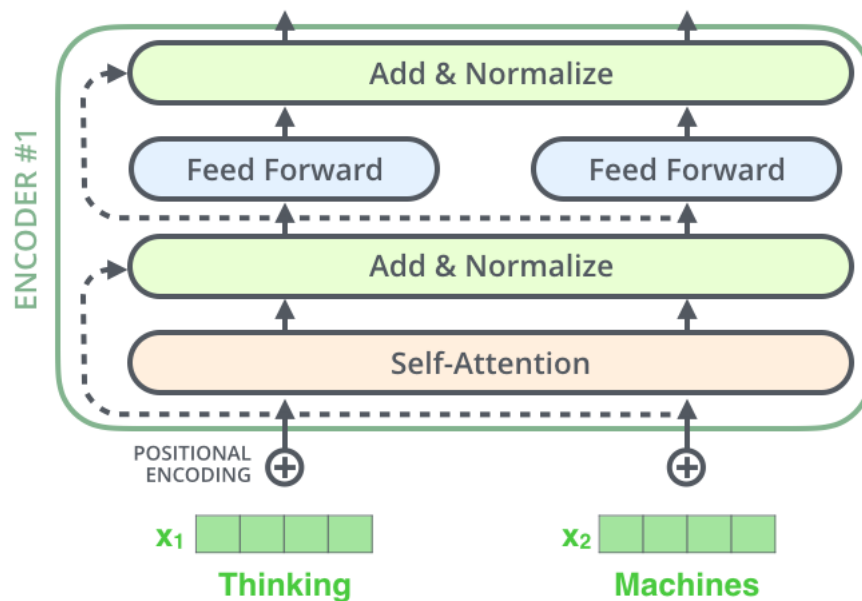 ENCODER #1
Add & Normalize
Feed Forward
Feed Forward
Add & Normalize
Self-Attention
POSITIONAL
ENCODING
x₁
x₂
Thinking
Machines